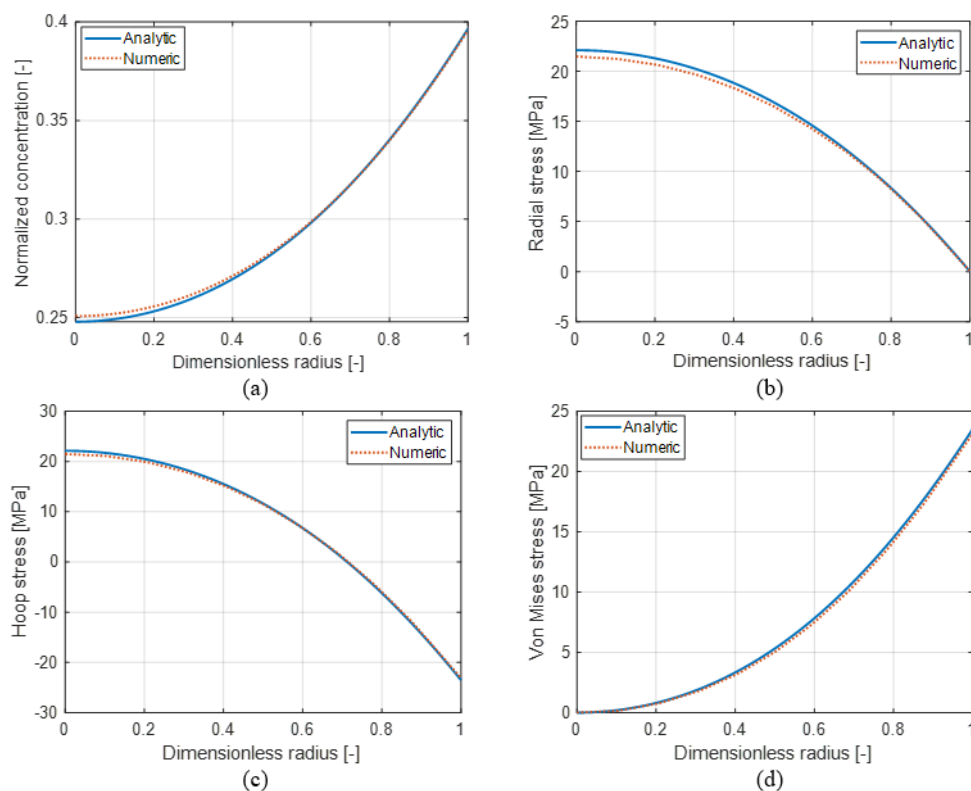 0.4
0.35
0.3
0.25
Normalized concentration [-]
Analytic
Numeric
0 0.2 0.4 0.6 0.8 1
Dimensionless radius [-]
(a)
25
20
15
10
5
0
-5
Radial stress [MPa]
Analytic
Numeric
0 0.2 0.4 0.6 0.8 1
Dimensionless radius [-]
(b)
30
20
10
0
-10
-20
-30
Hoop stress [MPa]
Analytic
Numeric
0 0.2 0.4 0.6 0.8 1
Dimensionless radius [-]
(c)
25
20
15
10
5
0
Von Mises stress [MPa]
Analytic
Numeric
0 0.2 0.4 0.6 0.8 1
Dimensionless radius [-]
(d)